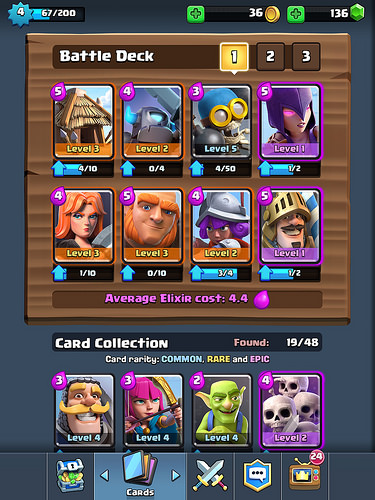 4 67/200 36 136
Battle Deck 1 2 3
5 4 3 5
Level 3 Level 2 Level 5 Level 1
4/10 0/4 4/50 1/2
4 5 4 5
Level 3 Level 3 Level 2 Level 1
1/10 0/10 3/4 1/2
Average Elixir cost: 4.4
Card Collection Found: 19/48
Card rarity: COMMON, RARE and EPIC
3 3 2 4
Level 4 Level 4 Level 4 Level 2
24
Cards